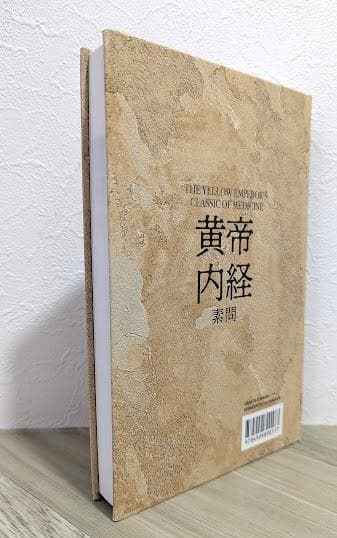 THE YELLOW EMPEROR'S
CLASSIC OF MEDICINE
黄帝
内経
素問